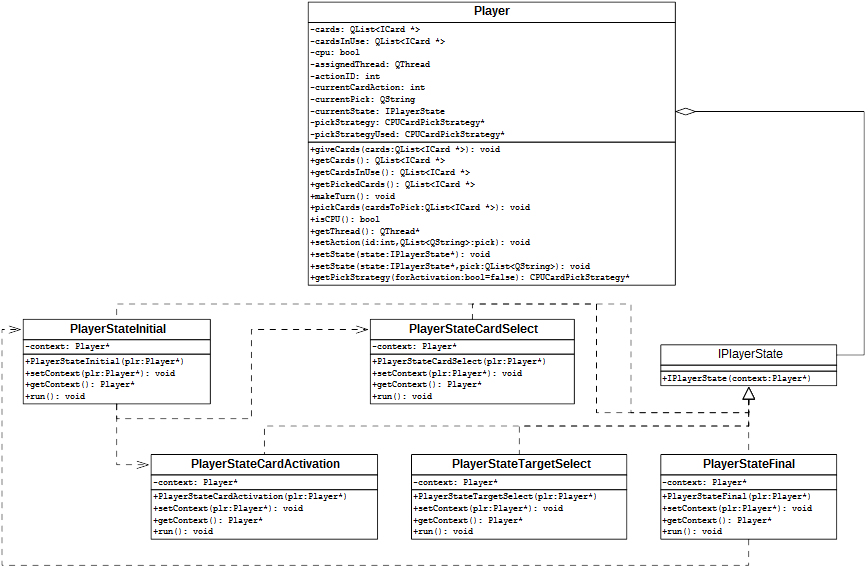 Player
-cards: QList<ICard *>
-cardsInUse: QList<ICard *>
-cpu: bool
-assignedThread: QThread
-actionID: int
-currentCardAction: int
-currentPick: QString
-currentState: IPlayerState
-pickStrategy: CPUCardPickStrategy*
-pickStrategyUsed: CPUCardPickStrategy*
+giveCards(cards:QList<ICard *>): void
+getCards(): QList<ICard *>
+getCardsInUse(): QList<ICard *>
+getPickedCards(): QList<ICard *>
+makeTurn(): void
+pickCards(cardsToPick:QList<ICard *>): void
+isCPU(): bool
+getThread(): QThread*
+setAction(id:int,QList<QString>:pick): void
+setState(state:IPlayerState*): void
+setState(state:IPlayerState*,pick:QList<QString>): void
+getPickStrategy(forActivation:bool=false): CPUCardPickStrategy*
PlayerStateInitial
-context: Player*
+PlayerStateInitial(plr:Player*)
+setContext(plr:Player*): void
+getContext(): Player*
+run(): void
PlayerStateCardSelect
-context: Player*
+PlayerStateCardSelect(plr:Player*)
+setContext(plr:Player*): void
+getContext(): Player*
+run(): void
IPlayerState
+IPlayerState(context:Player*)
PlayerStateCardActivation
-context: Player*
+PlayerStateCardActivation(plr:Player*)
+setContext(plr:Player*): void
+getContext(): Player*
+run(): void
PlayerStateTargetSelect
-context: Player*
+PlayerStateTargetSelect(plr:Player*)
+setContext(plr:Player*): void
+getContext(): Player*
+run(): void
PlayerStateFinal
-context: Player*
+PlayerStateFinal(plr:Player*)
+setContext(plr:Player*): void
+getContext(): Player*
+run(): void